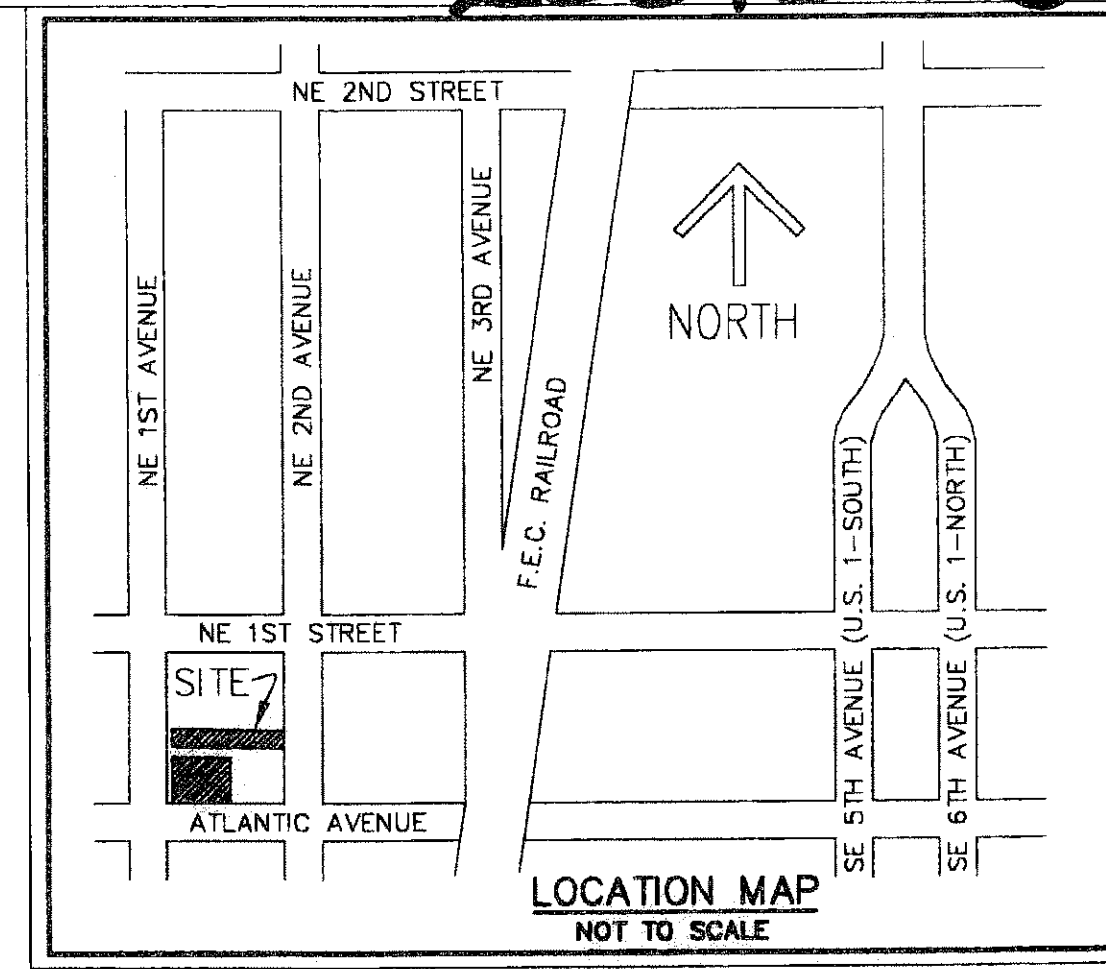 NE 2ND STREET
NE 1ST AVENUE
NE 2ND AVENUE
NE 3RD AVENUE
NORTH
F.E.C. RAILROAD
SE 5TH AVENUE (U.S. 1-SOUTH)
SE 6TH AVENUE (U.S. 1-NORTH)
NE 1ST STREET
SITE
ATLANTIC AVENUE
LOCATION MAP
NOT TO SCALE